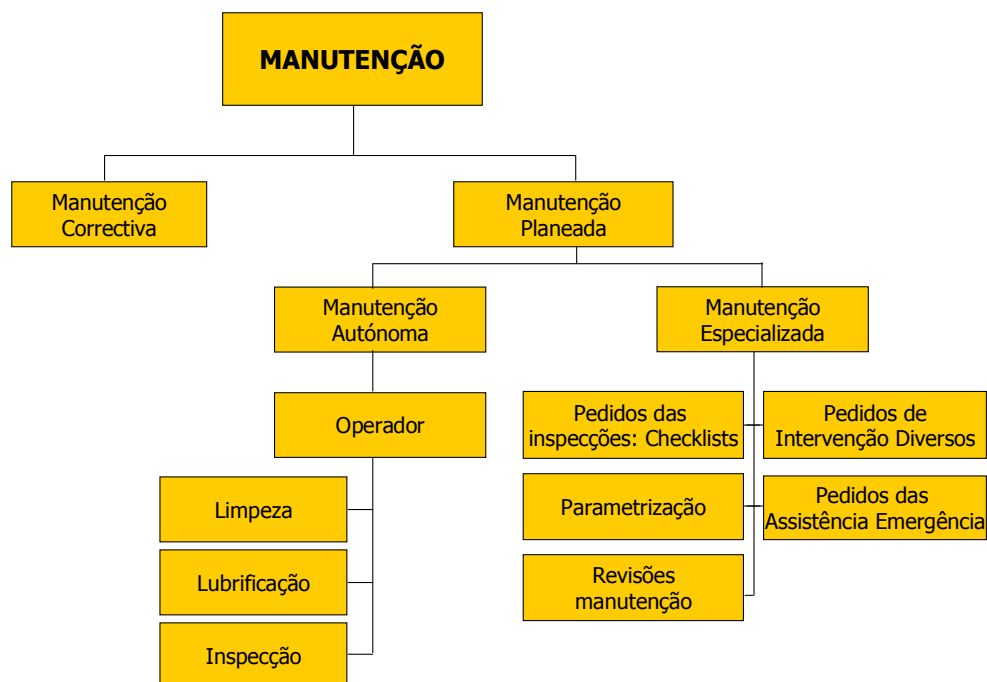 MANUTENÇÃO
Manutenção
Correctiva
Manutenção
Planeada
Manutenção
Autónoma
Manutenção
Especializada
Operador
Limpeza
Lubrificação
Inspecção
Pedidos das
inspecções: Checklists
Pedidos de
Intervenção Diversos
Parametrização
Pedidos das
Assistência Emergência
Revisões
manutenção